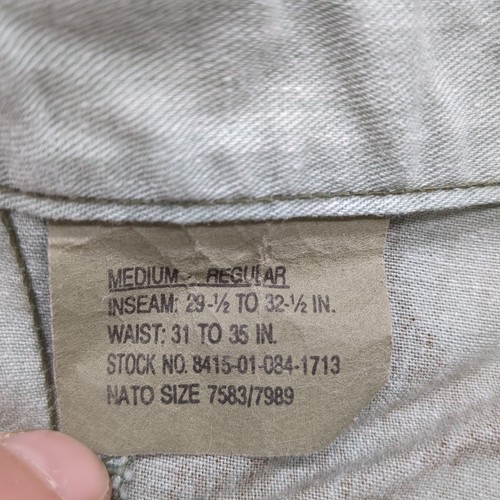 MEDIUM - REGULAR
INSEAM: 29-½ TO 32-½ IN.
WAIST: 31 TO 35 IN.
STOCK NO. 8415-01-084-1713
NATO SIZE 7583/7989